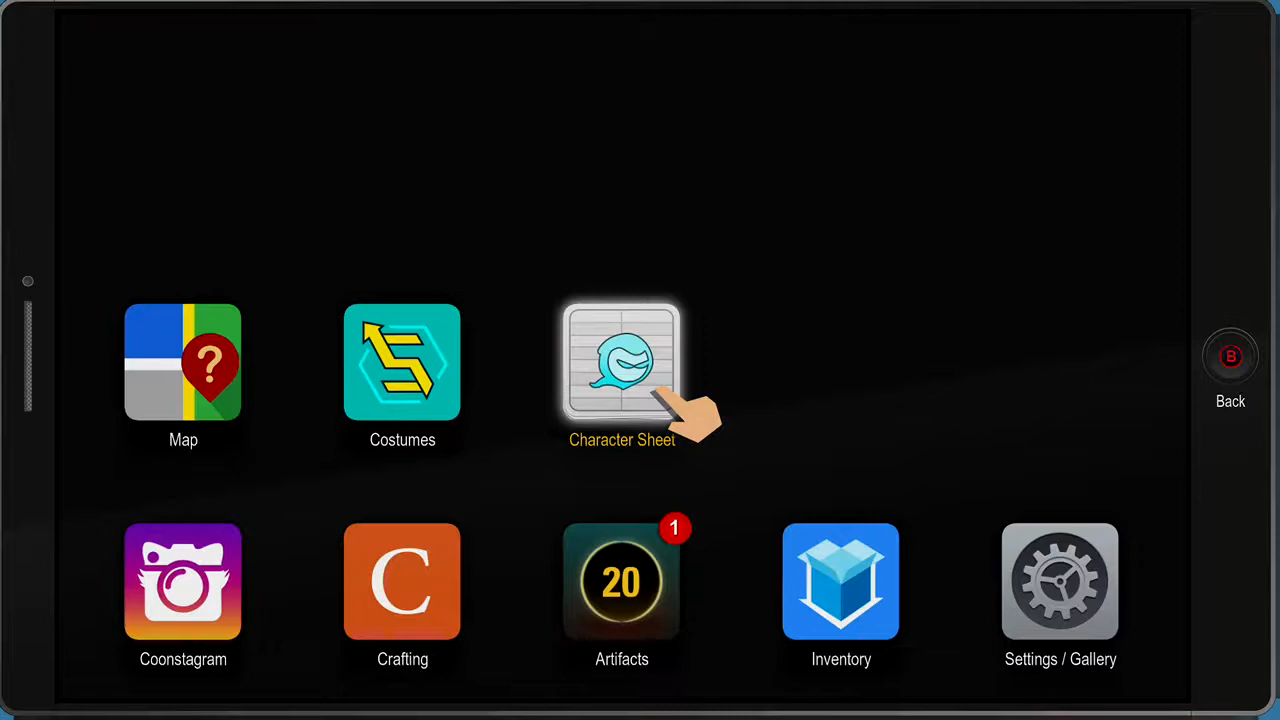 ?
Map
Costumes
Character Sheet
B
Back
C
1
20
Coonstagram
Crafting
Artifacts
Inventory
Settings / Gallery